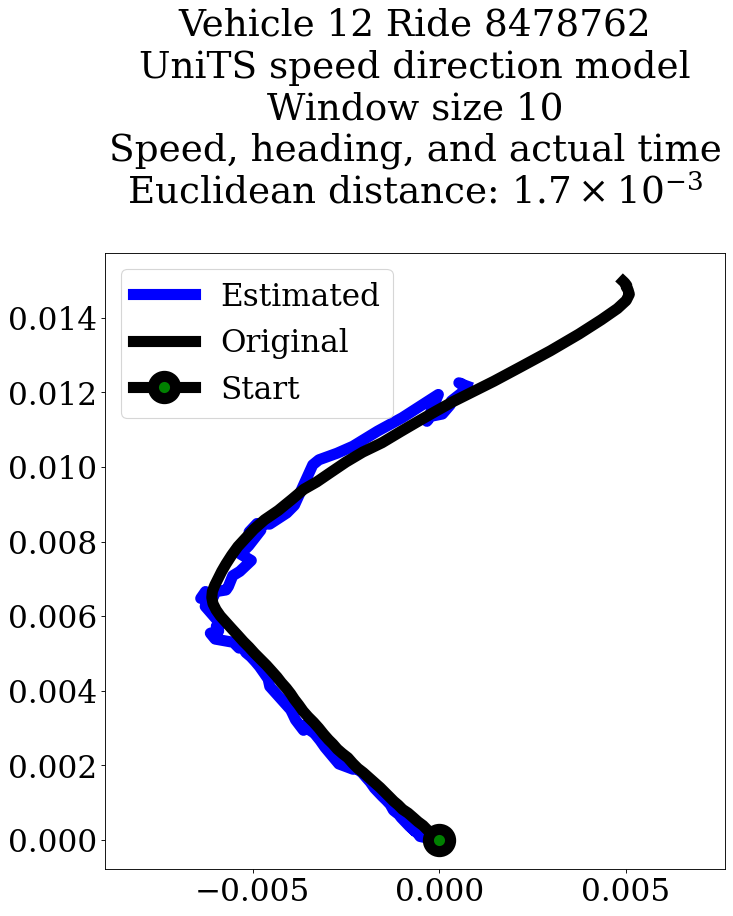 Vehicle 12 Ride 8478762
UniTS speed direction model
Window size 10
Speed, heading, and actual time
Euclidean distance: 1.7 × 10⁻³
Estimated
Original
Start
0.014
0.012
0.010
0.008
0.006
0.004
0.002
0.000
−0.005 0.000 0.005